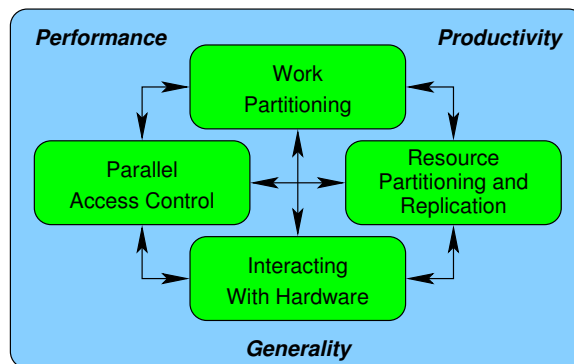 Performance
Productivity
Work
Partitioning
Parallel
Access Control
Resource
Partitioning and
Replication
Interacting
With Hardware
Generality